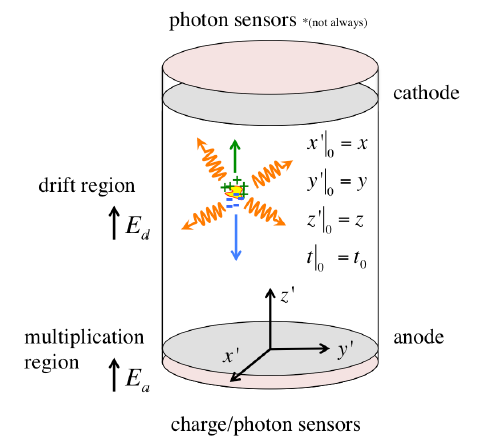 photon sensors *(not always)
cathode
x'|₀ = x
y'|₀ = y
z'|₀ = z
t|₀ = t₀
drift region
E_d
z'
multiplication
region
anode
x'
y'
E_a
charge/photon sensors